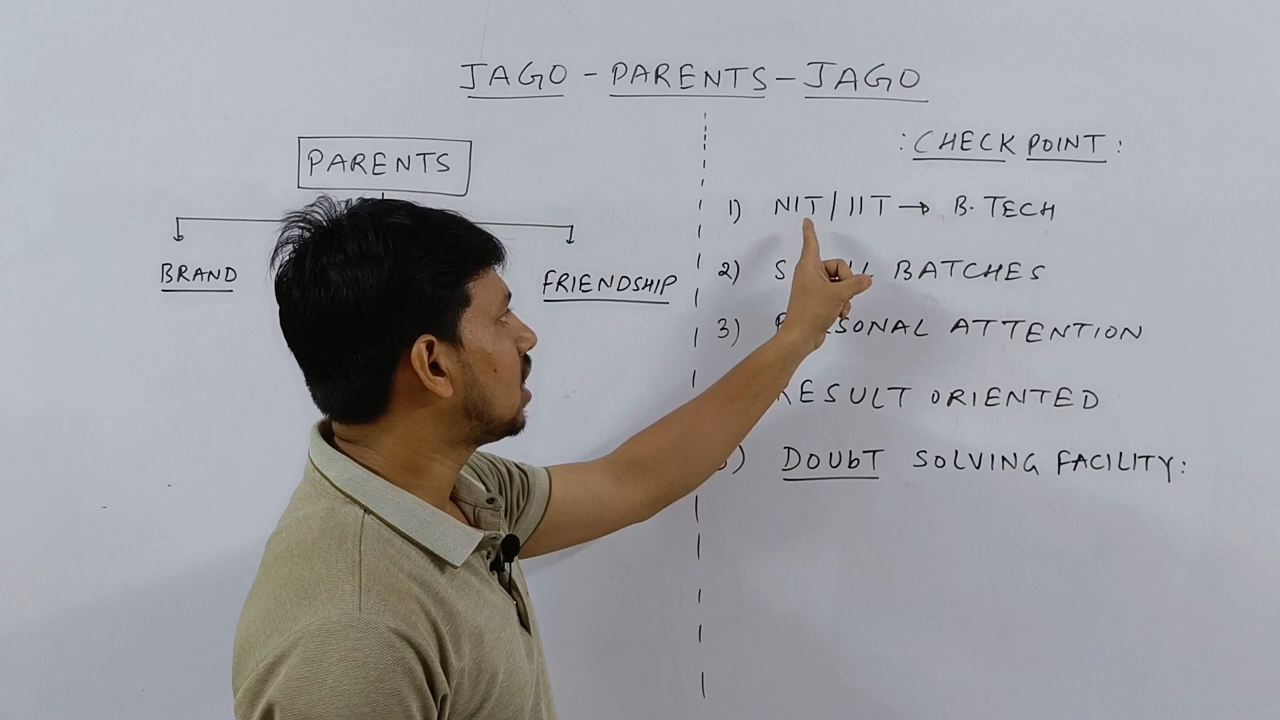 JAGO - PARENTS - JAGO
PARENTS
BRAND
FRIENDSHIP
: CHECK POINT :
1) NIT / IIT → B. TECH
2) BATCHES
3) ATTENTION
RESULT ORIENTED
DOUbT SOLVING FACILITY: